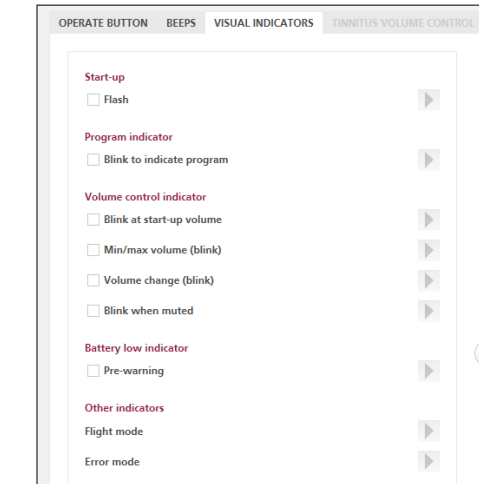 OPERATE BUTTON BEEPS VISUAL INDICATORS TINNITUS VOLUME CONTROL
Start-up
Flash
Program indicator
Blink to indicate program
Volume control indicator
Blink at start-up volume
Min/max volume (blink)
Volume change (blink)
Blink when muted
Battery low indicator
Pre-warning
Other indicators
Flight mode
Error mode